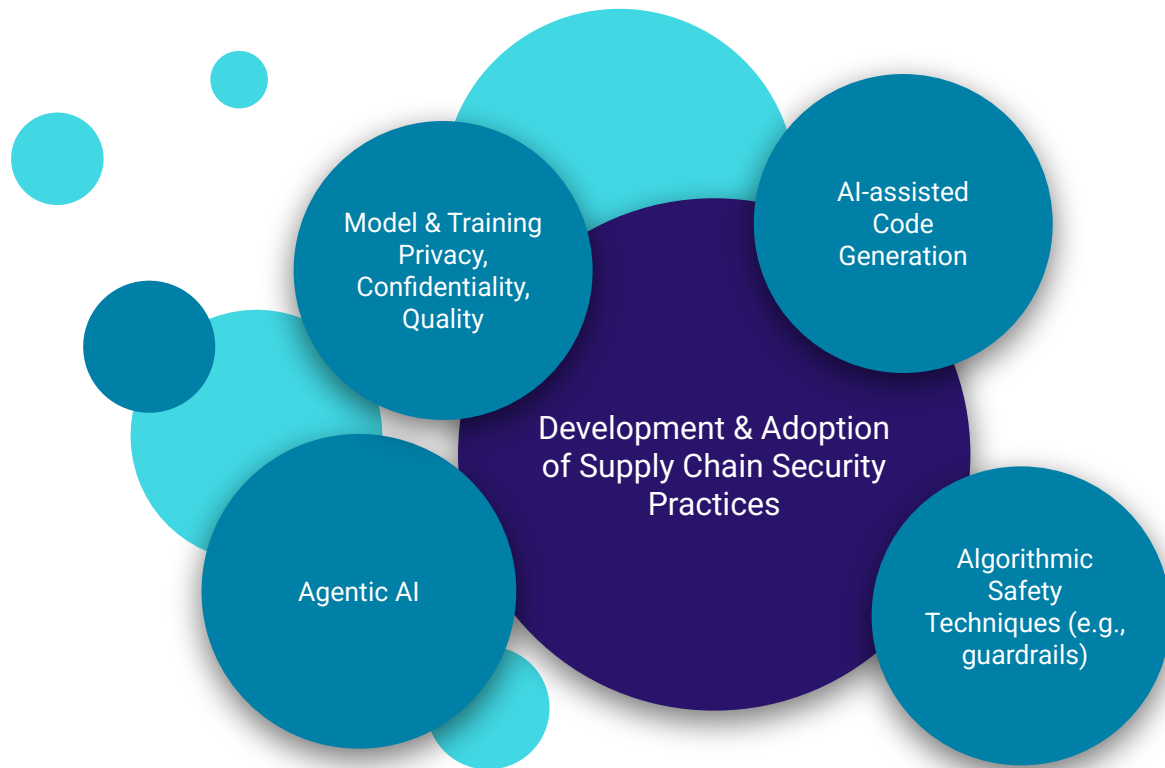 Model & Training
Privacy,
Confidentiality,
Quality
AI-assisted
Code
Generation
Development & Adoption
of Supply Chain Security
Practices
Agentic AI
Algorithmic
Safety
Techniques (e.g.,
guardrails)